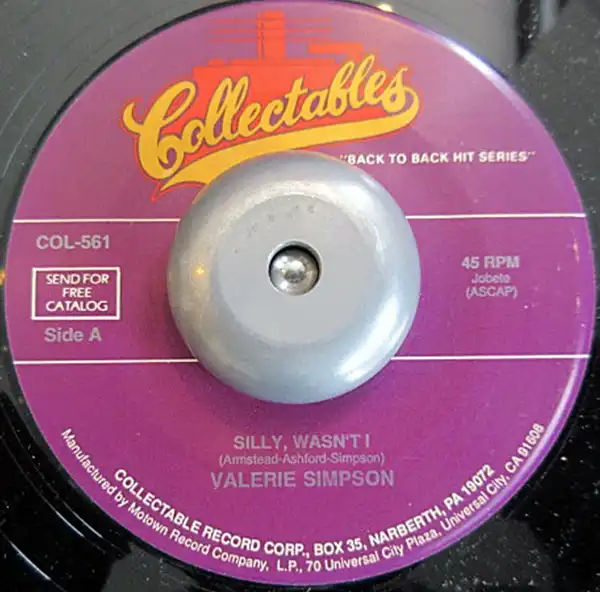 Collectables
"BACK TO BACK HIT SERIES"
COL-561
45 RPM
Jobete
(ASCAP)
SEND FOR
FREE
CATALOG
Side A
SILLY, WASN'T I
(Armstead-Ashford-Simpson)
VALERIE SIMPSON
COLLECTABLE RECORD CORP., BOX 35, NARBERTH, PA 19072
Manufactured by Motown Record Company, L.P., 70 Universal City Plaza, Universal City, CA 91608